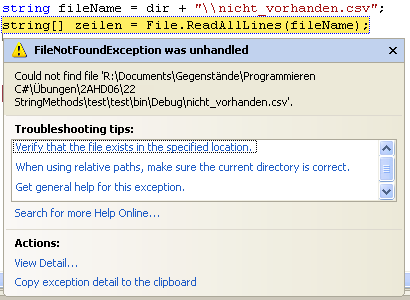 string fileName = dir + "\\nicht_vorhanden.csv";
string[] zeilen = File.ReadAllLines(fileName);
FileNotFoundException was unhandled
Could not find file 'R:\Documents\Gegenstände\Programmieren
C#\Übungen\2AHD06\22
StringMethods\test\test\bin\Debug\nicht_vorhanden.csv'.
Troubleshooting tips:
Verify that the file exists in the specified location.
When using relative paths, make sure the current directory is correct.
Get general help for this exception.
Search for more Help Online...
Actions:
View Detail...
Copy exception detail to the clipboard